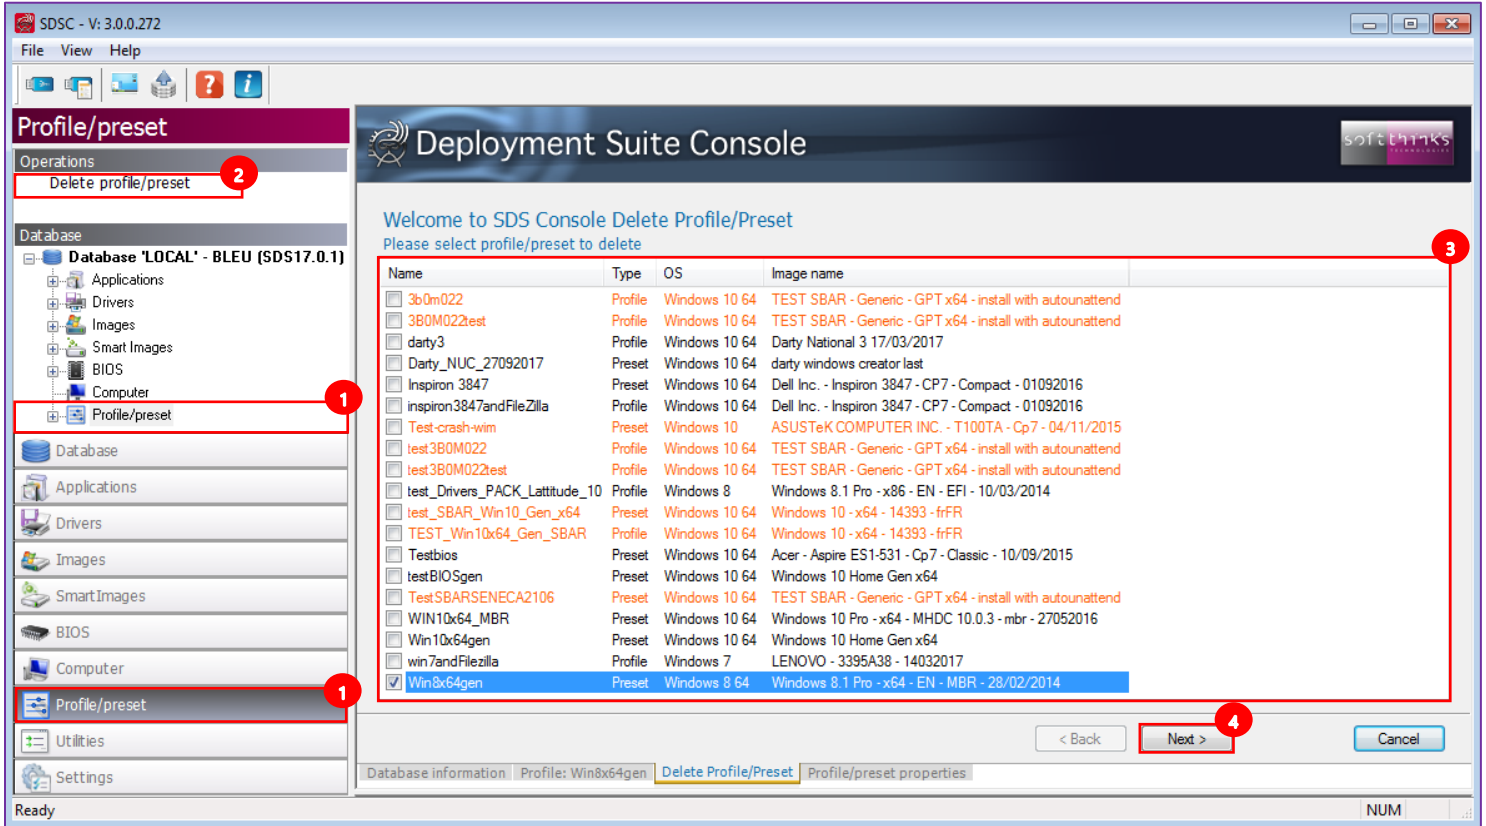 SDSC - V: 3.0.0.272
File View Help
Profile/preset
Operations
2
Delete profile/preset
Database
Database 'LOCAL' - BLEU (SDS17.0.1)
Applications
Drivers
Images
Smart Images
BIOS
Computer
1
Profile/preset
Database
Applications
Drivers
Images
SmartImages
BIOS
Computer
1
Profile/preset
Utilities
Settings
Deployment Suite Console
softthinks
TECHNOLOGIES
Welcome to SDS Console Delete Profile/Preset
Please select profile/preset to delete
3
Name Type OS Image name
3b0m022 Profile Windows 10 64 TEST SBAR - Generic - GPT x64 - install with autounattend
3B0M022test Profile Windows 10 64 TEST SBAR - Generic - GPT x64 - install with autounattend
darty3 Profile Windows 10 64 Darty National 3 17/03/2017
Darty_NUC_27092017 Preset Windows 10 64 darty windows creator last
Inspiron 3847 Preset Windows 10 64 Dell Inc. - Inspiron 3847 - CP7 - Compact - 01092016
inspiron3847andFileZilla Profile Windows 10 64 Dell Inc. - Inspiron 3847 - CP7 - Compact - 01092016
Test-crash-wim Preset Windows 10 ASUSTeK COMPUTER INC. - T100TA - Cp7 - 04/11/2015
test3B0M022 Profile Windows 10 64 TEST SBAR - Generic - GPT x64 - install with autounattend
test3B0M022test Profile Windows 10 64 TEST SBAR - Generic - GPT x64 - install with autounattend
test_Drivers_PACK_Lattitude_10 Profile Windows 8 Windows 8.1 Pro - x86 - EN - EFI - 10/03/2014
test_SBAR_Win10_Gen_x64 Preset Windows 10 64 Windows 10 - x64 - 14393 - frFR
TEST_Win10x64_Gen_SBAR Profile Windows 10 64 Windows 10 - x64 - 14393 - frFR
Testbios Preset Windows 10 64 Acer - Aspire ES1-531 - Cp7 - Classic - 10/09/2015
testBIOSgen Preset Windows 10 64 Windows 10 Home Gen x64
TestSBARSENECA2106 Preset Windows 10 64 TEST SBAR - Generic - GPT x64 - install with autounattend
WIN10x64_MBR Preset Windows 10 64 Windows 10 Pro - x64 - MHDC 10.0.3 - mbr - 27052016
Win10x64gen Preset Windows 10 64 Windows 10 Home Gen x64
win7andFilezilla Profile Windows 7 LENOVO - 3395A38 - 14032017
Win8x64gen Preset Windows 8 64 Windows 8.1 Pro - x64 - EN - MBR - 28/02/2014
4
< Back Next > Cancel
Database information Profile: Win8x64gen Delete Profile/Preset Profile/preset properties
Ready NUM